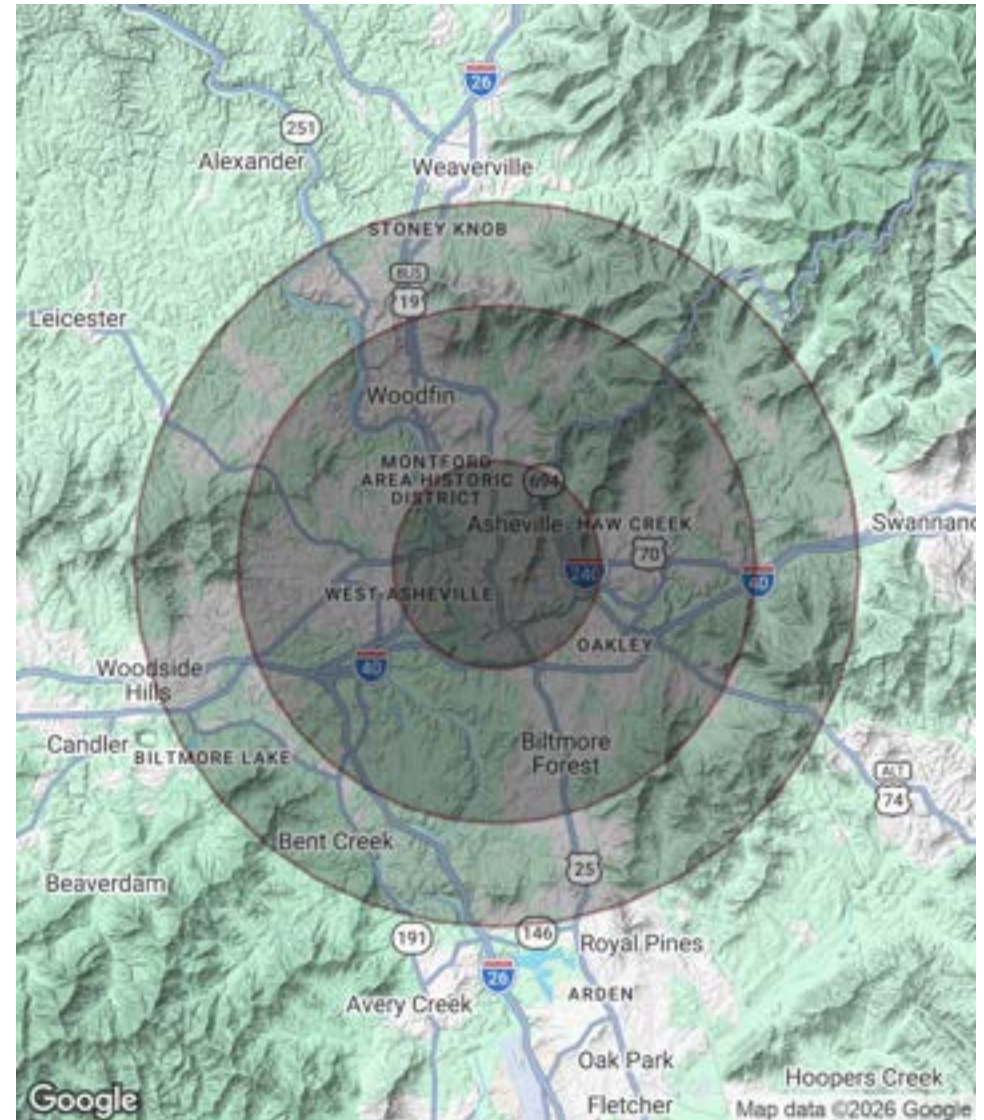 26
251
Alexander
Weaverville
STONEY KNOB
BUS
19
Leicester
Woodfin
MONTFORD
AREA HISTORIC
DISTRICT
694
Asheville
HAW CREEK
Swannano
70
240
40
WEST ASHEVILLE
OAKLEY
40
Woodside
Hills
Candler
BILTMORE LAKE
Biltmore
Forest
ALT
74
Bent Creek
25
Beaverdam
191
146
Royal Pines
26
ARDEN
Avery Creek
Oak Park
Hoopers Creek
Google
Fletcher
Map data ©2026 Google